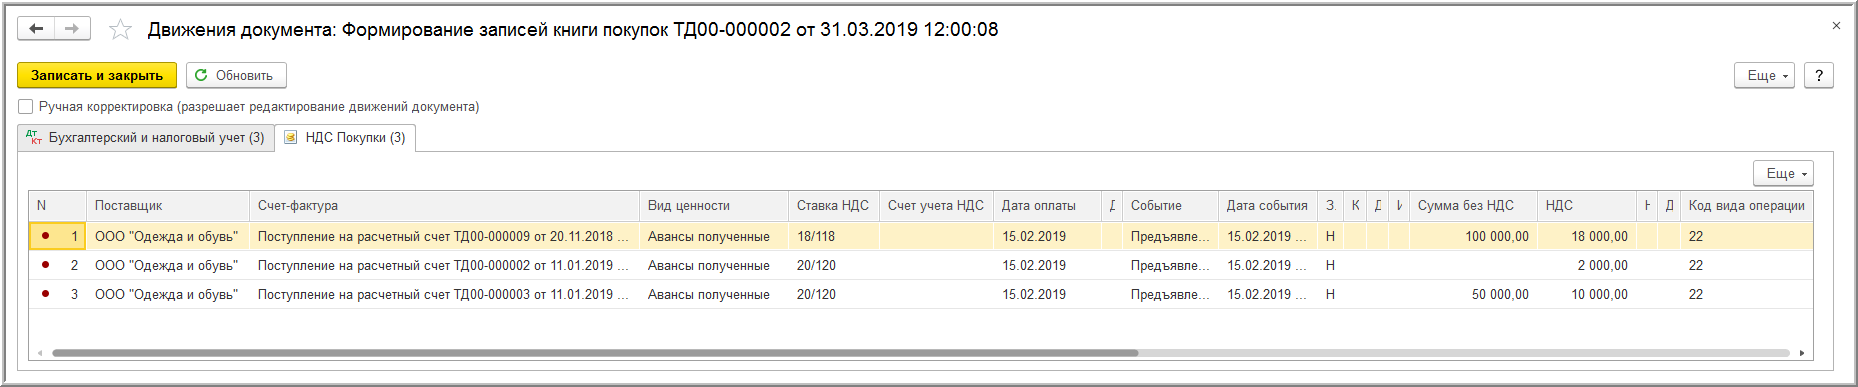 Движения документа: Формирование записей книги покупок ТД00-000002 от 31.03.2019 12:00:08
Записать и закрыть Обновить Еще ?
Ручная корректировка (разрешает редактирование движений документа)
Дт Кт Бухгалтерский и налоговый учет (3) НДС Покупки (3)
Еще
N Поставщик Счет-фактура Вид ценности Ставка НДС Счет учета НДС Дата оплаты Д Событие Дата события З. К Д И Сумма без НДС НДС Н Д Код вида операции
1 ООО "Одежда и обувь" Поступление на расчетный счет ТД00-000009 от 20.11.2018 ... Авансы полученные 18/118 15.02.2019 Предъявле... 15.02.2019 ... Н 100 000,00 18 000,00 22
2 ООО "Одежда и обувь" Поступление на расчетный счет ТД00-000002 от 11.01.2019 ... Авансы полученные 20/120 15.02.2019 Предъявле... 15.02.2019 ... Н 2 000,00 22
3 ООО "Одежда и обувь" Поступление на расчетный счет ТД00-000003 от 11.01.2019 ... Авансы полученные 20/120 15.02.2019 Предъявле... 15.02.2019 ... Н 50 000,00 10 000,00 22